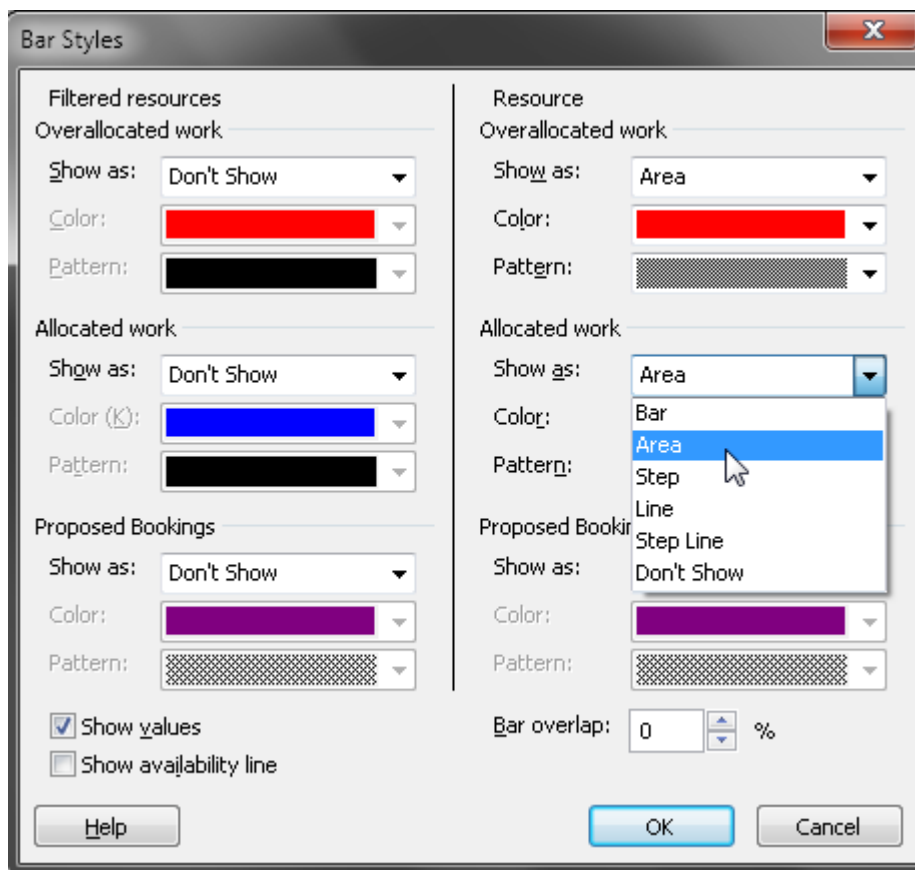 Bar Styles
Filtered resources
Overallocated work
Show as: Don't Show
Color:
Pattern:
Allocated work
Show as: Don't Show
Color (K):
Pattern:
Proposed Bookings
Show as: Don't Show
Color:
Pattern:
Show values
Show availability line
Resource
Overallocated work
Show as: Area
Color:
Pattern:
Allocated work
Show as: Area
Bar
Area
Step
Line
Step Line
Don't Show
Color:
Pattern:
Proposed Bookin
Show as:
Color:
Pattern:
Bar overlap: 0 %
Help
OK
Cancel